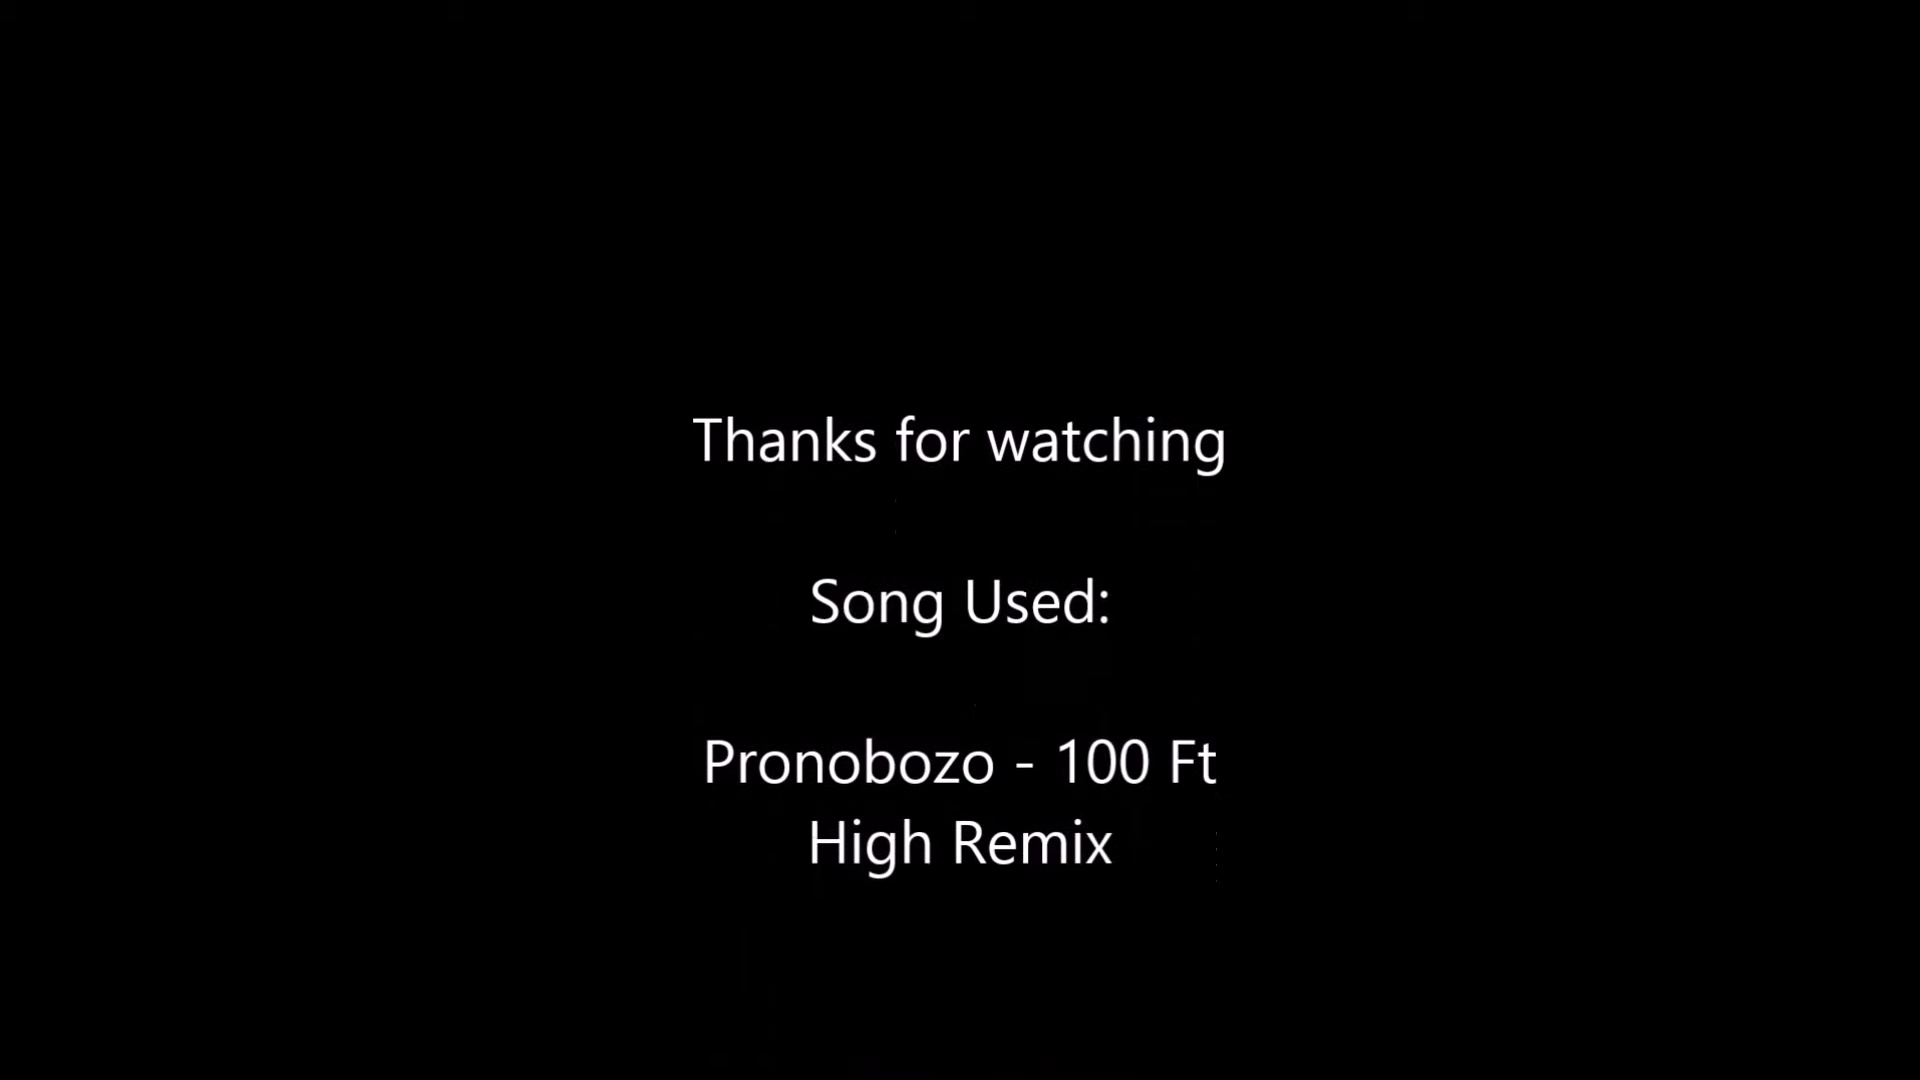 Thanks for watching
Song Used:
Pronobozo - 100 Ft
High Remix